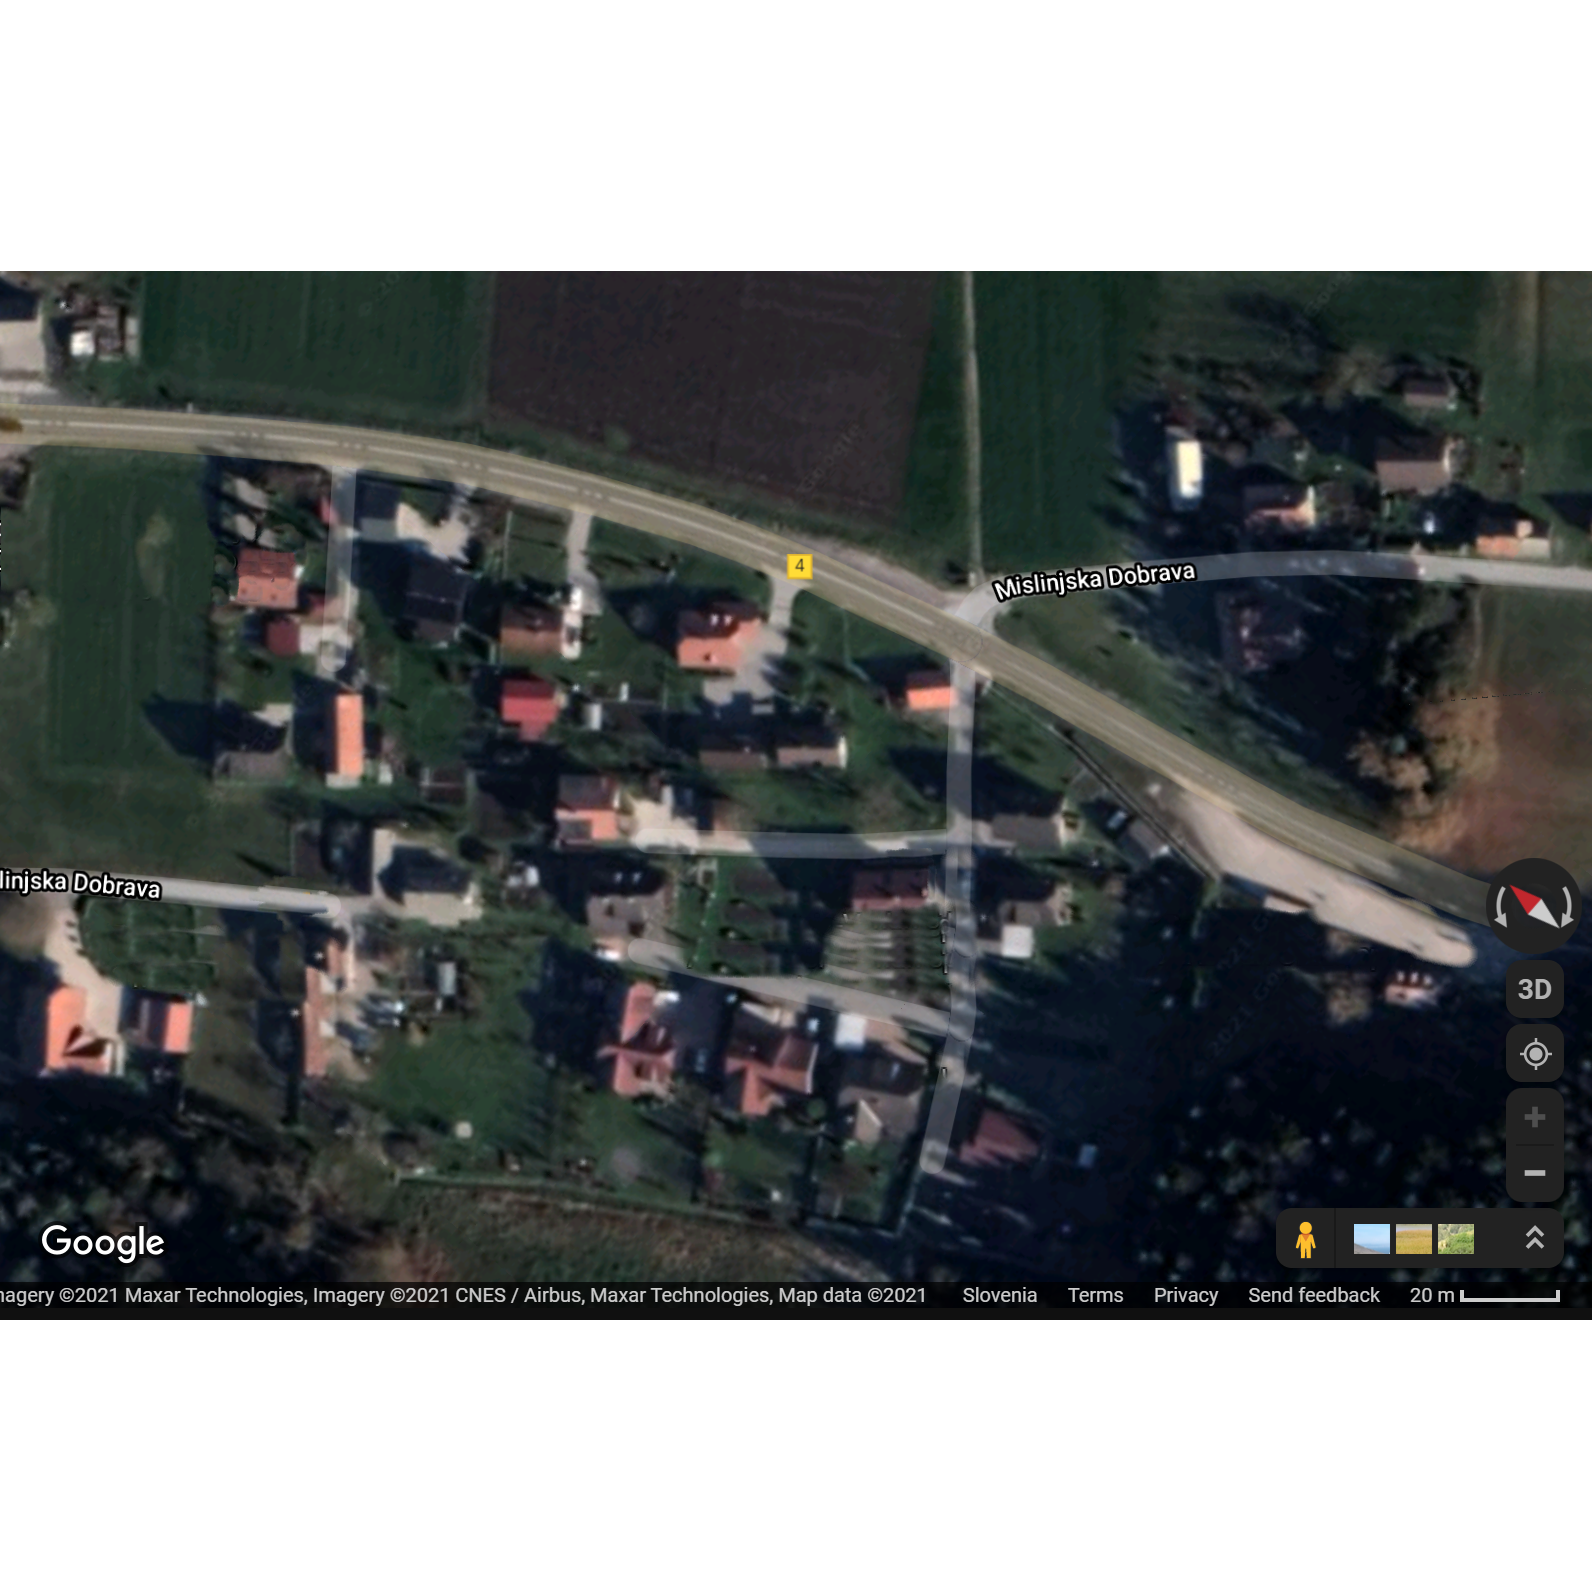 4
Mislinjska Dobrava
linjska Dobrava
3D
Google
nagery ©2021 Maxar Technologies, Imagery ©2021 CNES / Airbus, Maxar Technologies, Map data ©2021 Slovenia Terms Privacy Send feedback 20 m